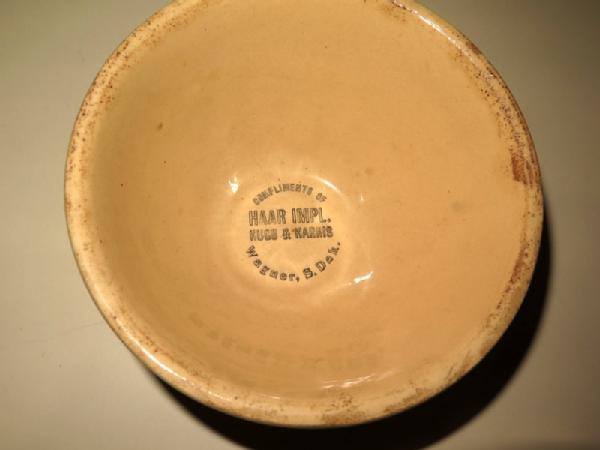 COMPLIMENTS OF
HAAR IMPL.
HUGO & HARRIS
Wagner, S. Dak.